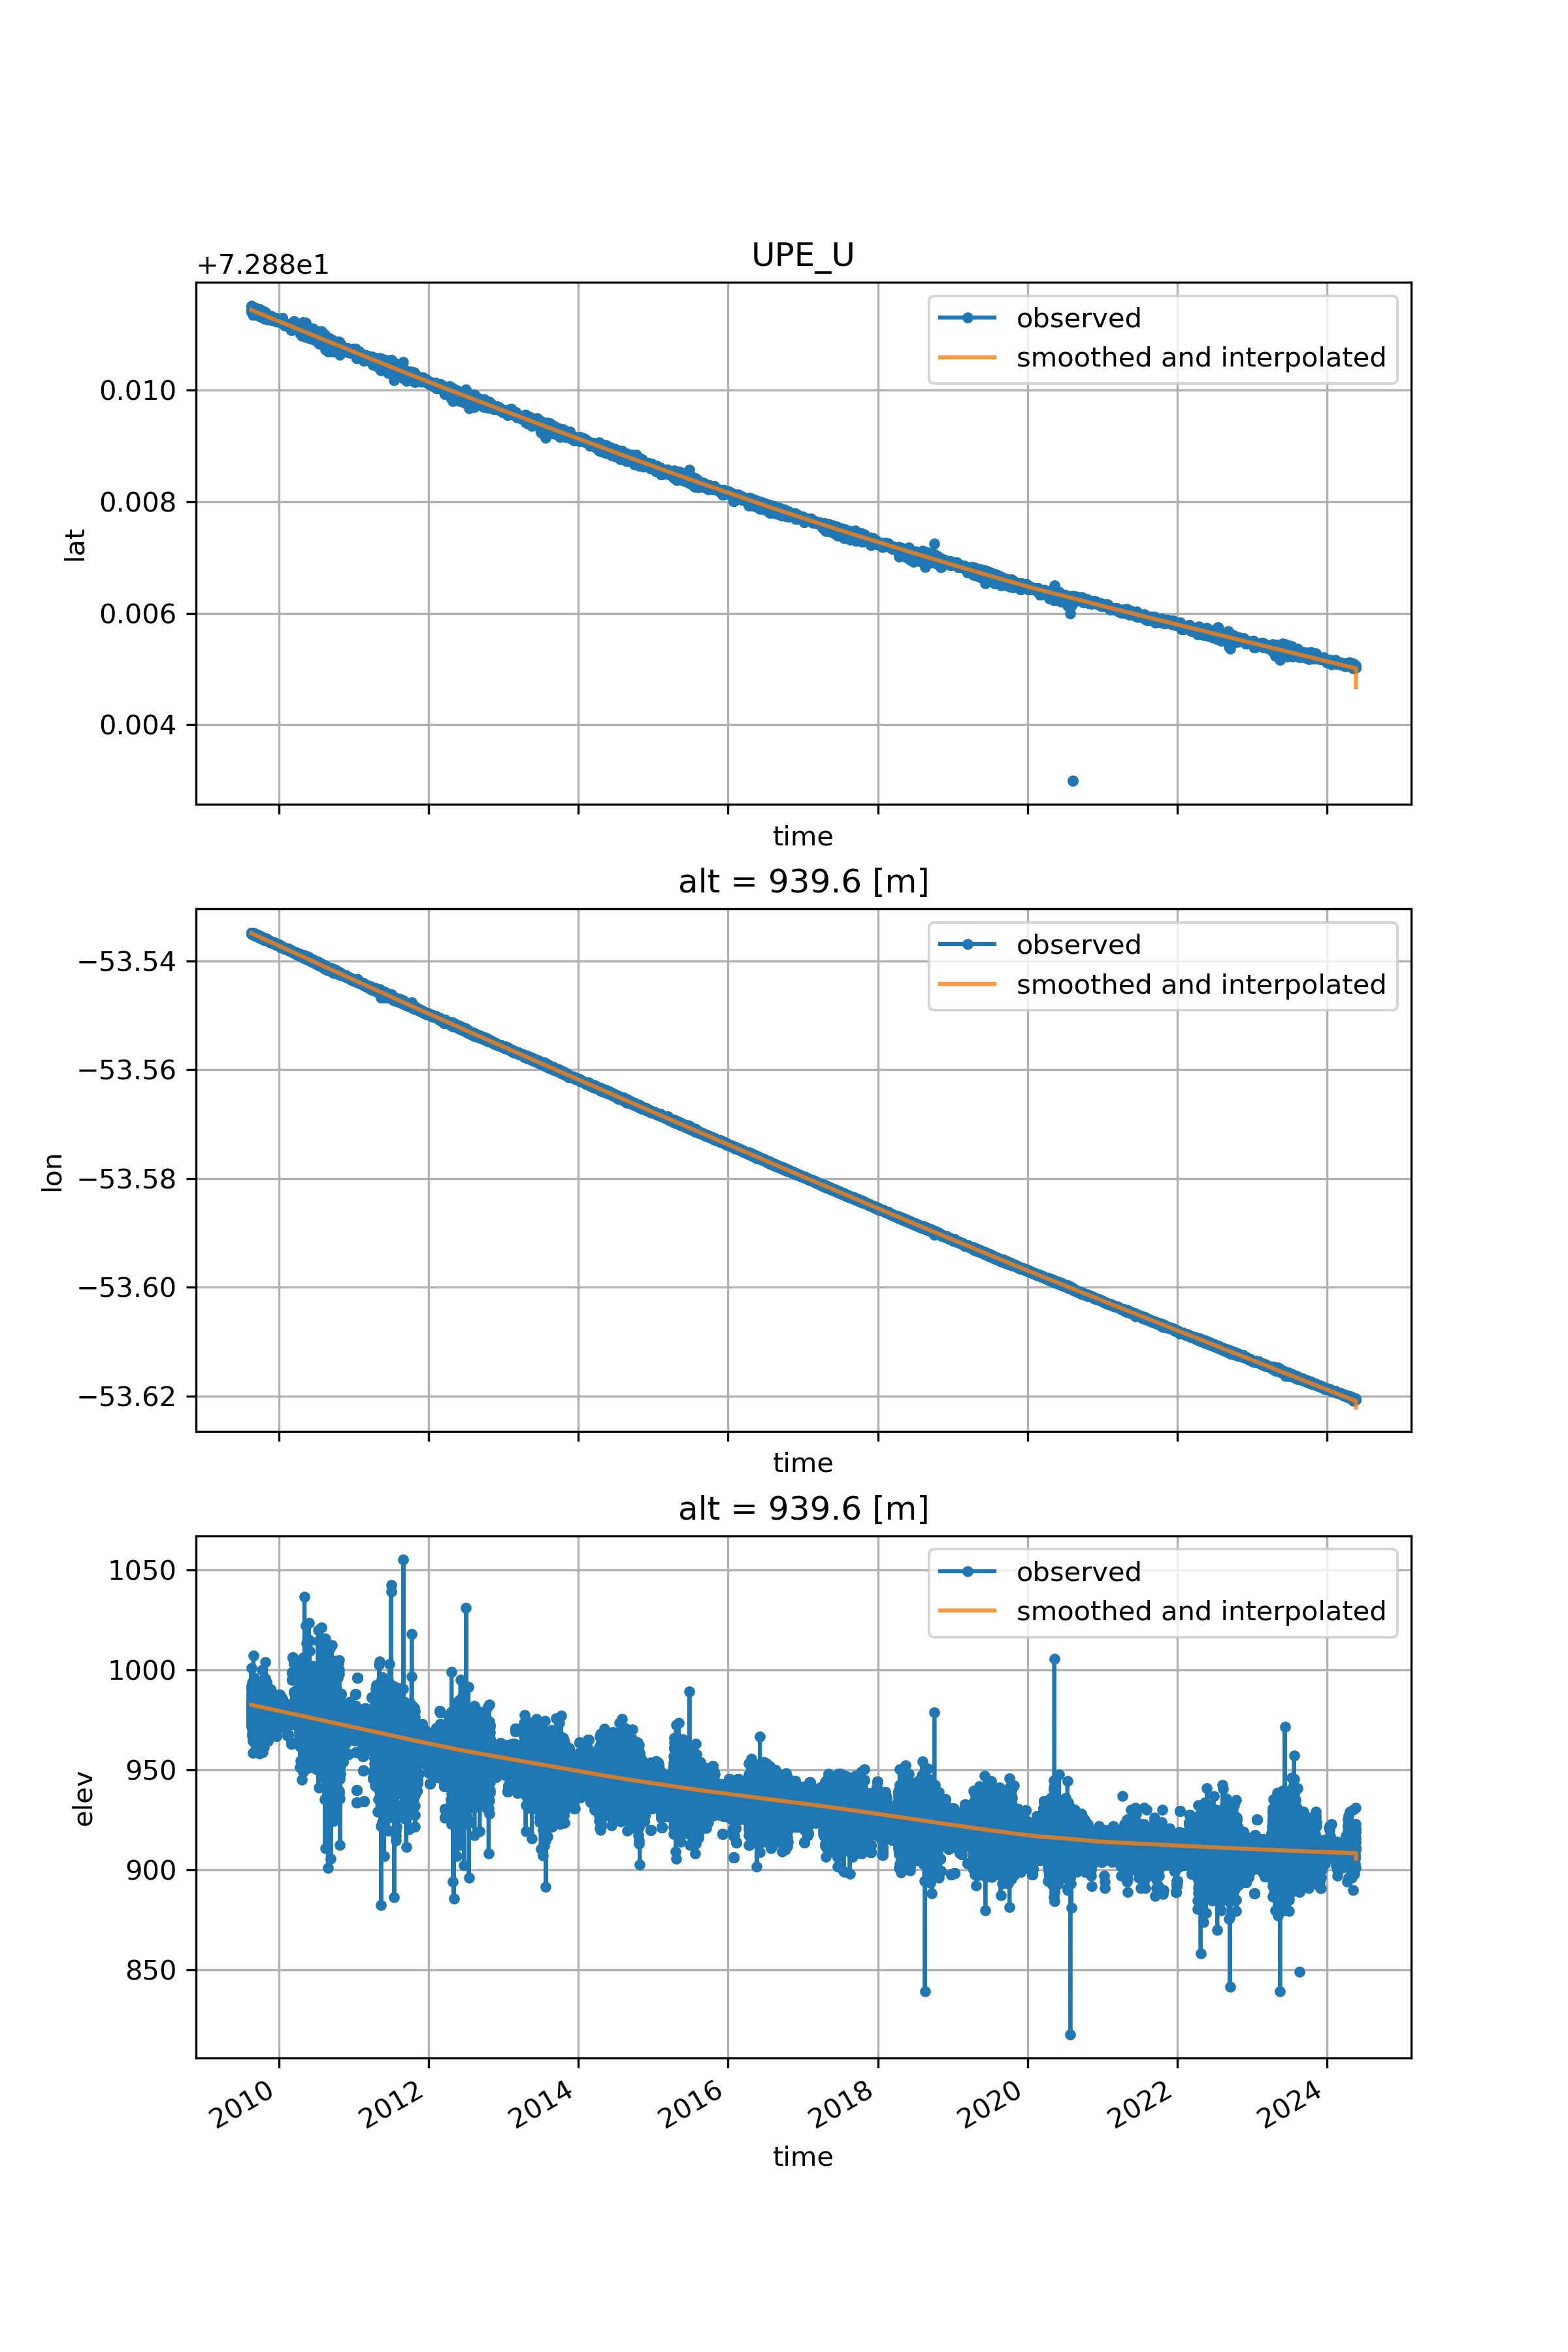 UPE_U
+7.288e1
observed
smoothed and interpolated
0.010
0.008
0.006
0.004
lat
time
alt = 939.6 [m]
observed
smoothed and interpolated
−53.54
−53.56
−53.58
−53.60
−53.62
lon
time
alt = 939.6 [m]
observed
smoothed and interpolated
1050
1000
950
900
850
elev
2010 2012 2014 2016 2018 2020 2022 2024
time